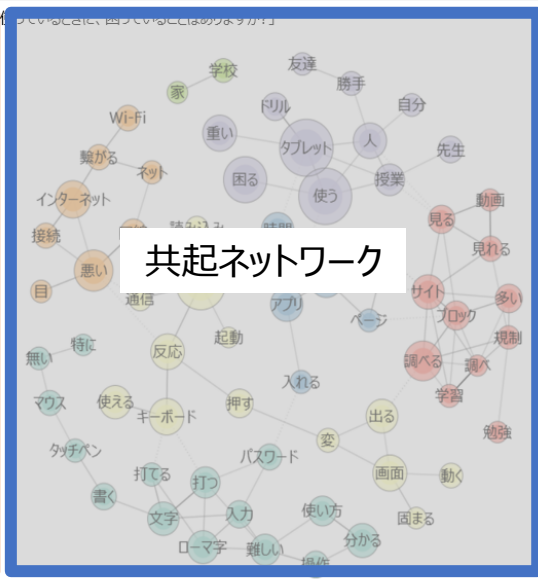 使っているときに、困っていることはありますか？」
学校
家
友達
勝手
自分
Wi-Fi
ドリル
重い
タブレット
人
先生
繋がる
ネット
困る
使う
授業
インターネット
動画
見る
接続
見れる
共起ネットワーク
悪い
目
通信
アプリ
ページ
サイト
ブロック
多い
規制
起動
反応
特に
無い
調べる
調べ
入れる
学習
マウス
使える
キーボード
押す
出る
勉強
変
タッチペン
パスワード
打てる
打つ
画面
動く
書く
文字
入力
使い方
固まる
ローマ字
難しい
分かる
操作